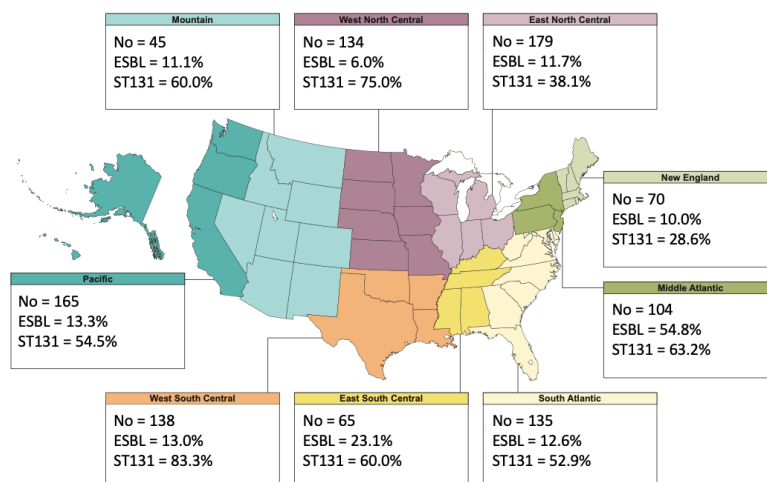 Mountain
No = 45
ESBL = 11.1%
ST131 = 60.0%
West North Central
No = 134
ESBL = 6.0%
ST131 = 75.0%
East North Central
No = 179
ESBL = 11.7%
ST131 = 38.1%
New England
No = 70
ESBL = 10.0%
ST131 = 28.6%
Pacific
No = 165
ESBL = 13.3%
ST131 = 54.5%
Middle Atlantic
No = 104
ESBL = 54.8%
ST131 = 63.2%
West South Central
No = 138
ESBL = 13.0%
ST131 = 83.3%
East South Central
No = 65
ESBL = 23.1%
ST131 = 60.0%
South Atlantic
No = 135
ESBL = 12.6%
ST131 = 52.9%